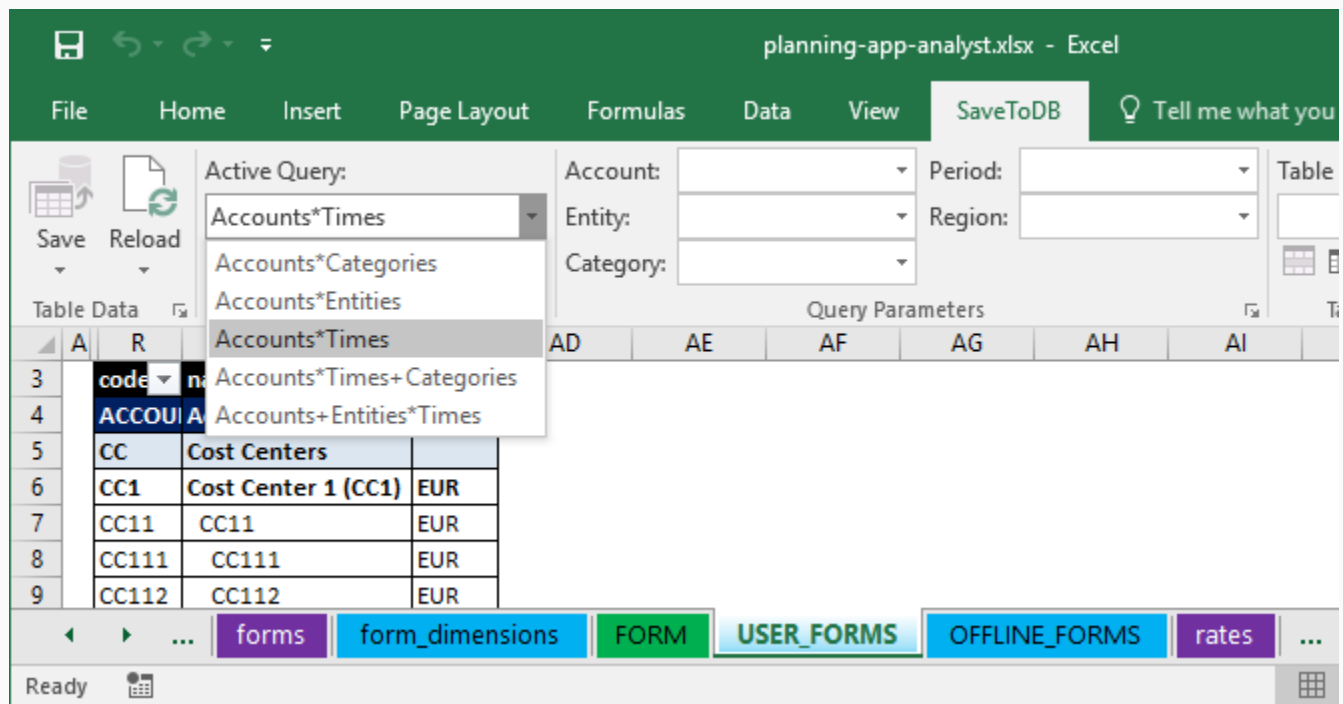 planning-app-analyst.xlsx - Excel
File Home Insert Page Layout Formulas Data View SaveToDB Tell me what you
Save Reload
Table Data
Active Query:
Accounts*Times
Accounts*Categories
Accounts*Entities
Accounts*Times
Accounts*Times+Categories
Accounts+Entities*Times
Account:
Entity:
Category:
Period:
Region:
Query Parameters
Table
A R AD AE AF AG AH AI
3 code na
4 ACCOU A
5 CC Cost Centers
6 CC1 Cost Center 1 (CC1) EUR
7 CC11 CC11 EUR
8 CC111 CC111 EUR
9 CC112 CC112 EUR
... forms form_dimensions FORM USER_FORMS OFFLINE_FORMS rates ...
Ready